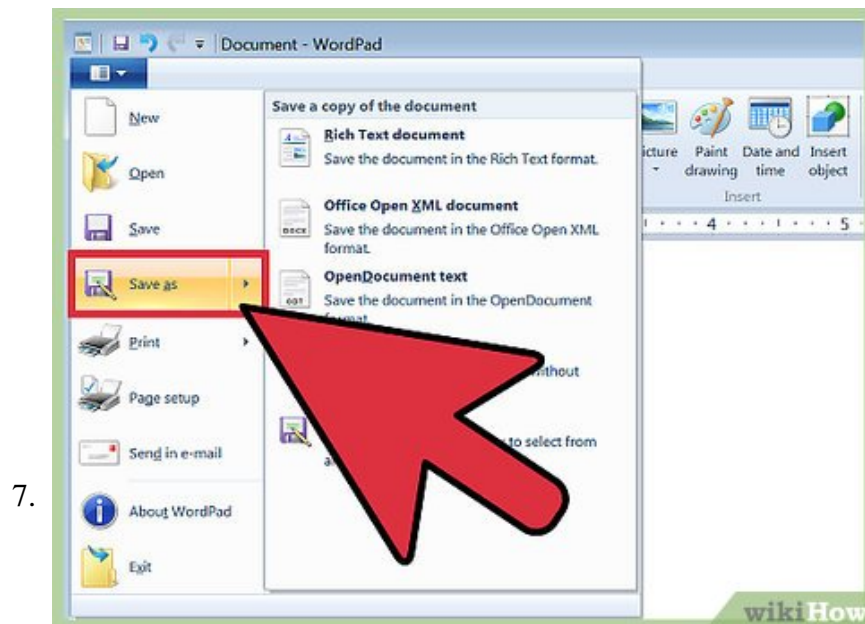 Document - WordPad
New
Open
Save
Save as
Print
Page setup
Send in e-mail
About WordPad
Exit
Save a copy of the document
Rich Text document
Save the document in the Rich Text format.
Office Open XML document
Save the document in the Office Open XML
format.
OpenDocument text
Save the document in the OpenDocument
format.
without
to select from
icture Paint drawing Date and time Insert object
Insert
4 5
DOCX
ODT
7.
wikiHow